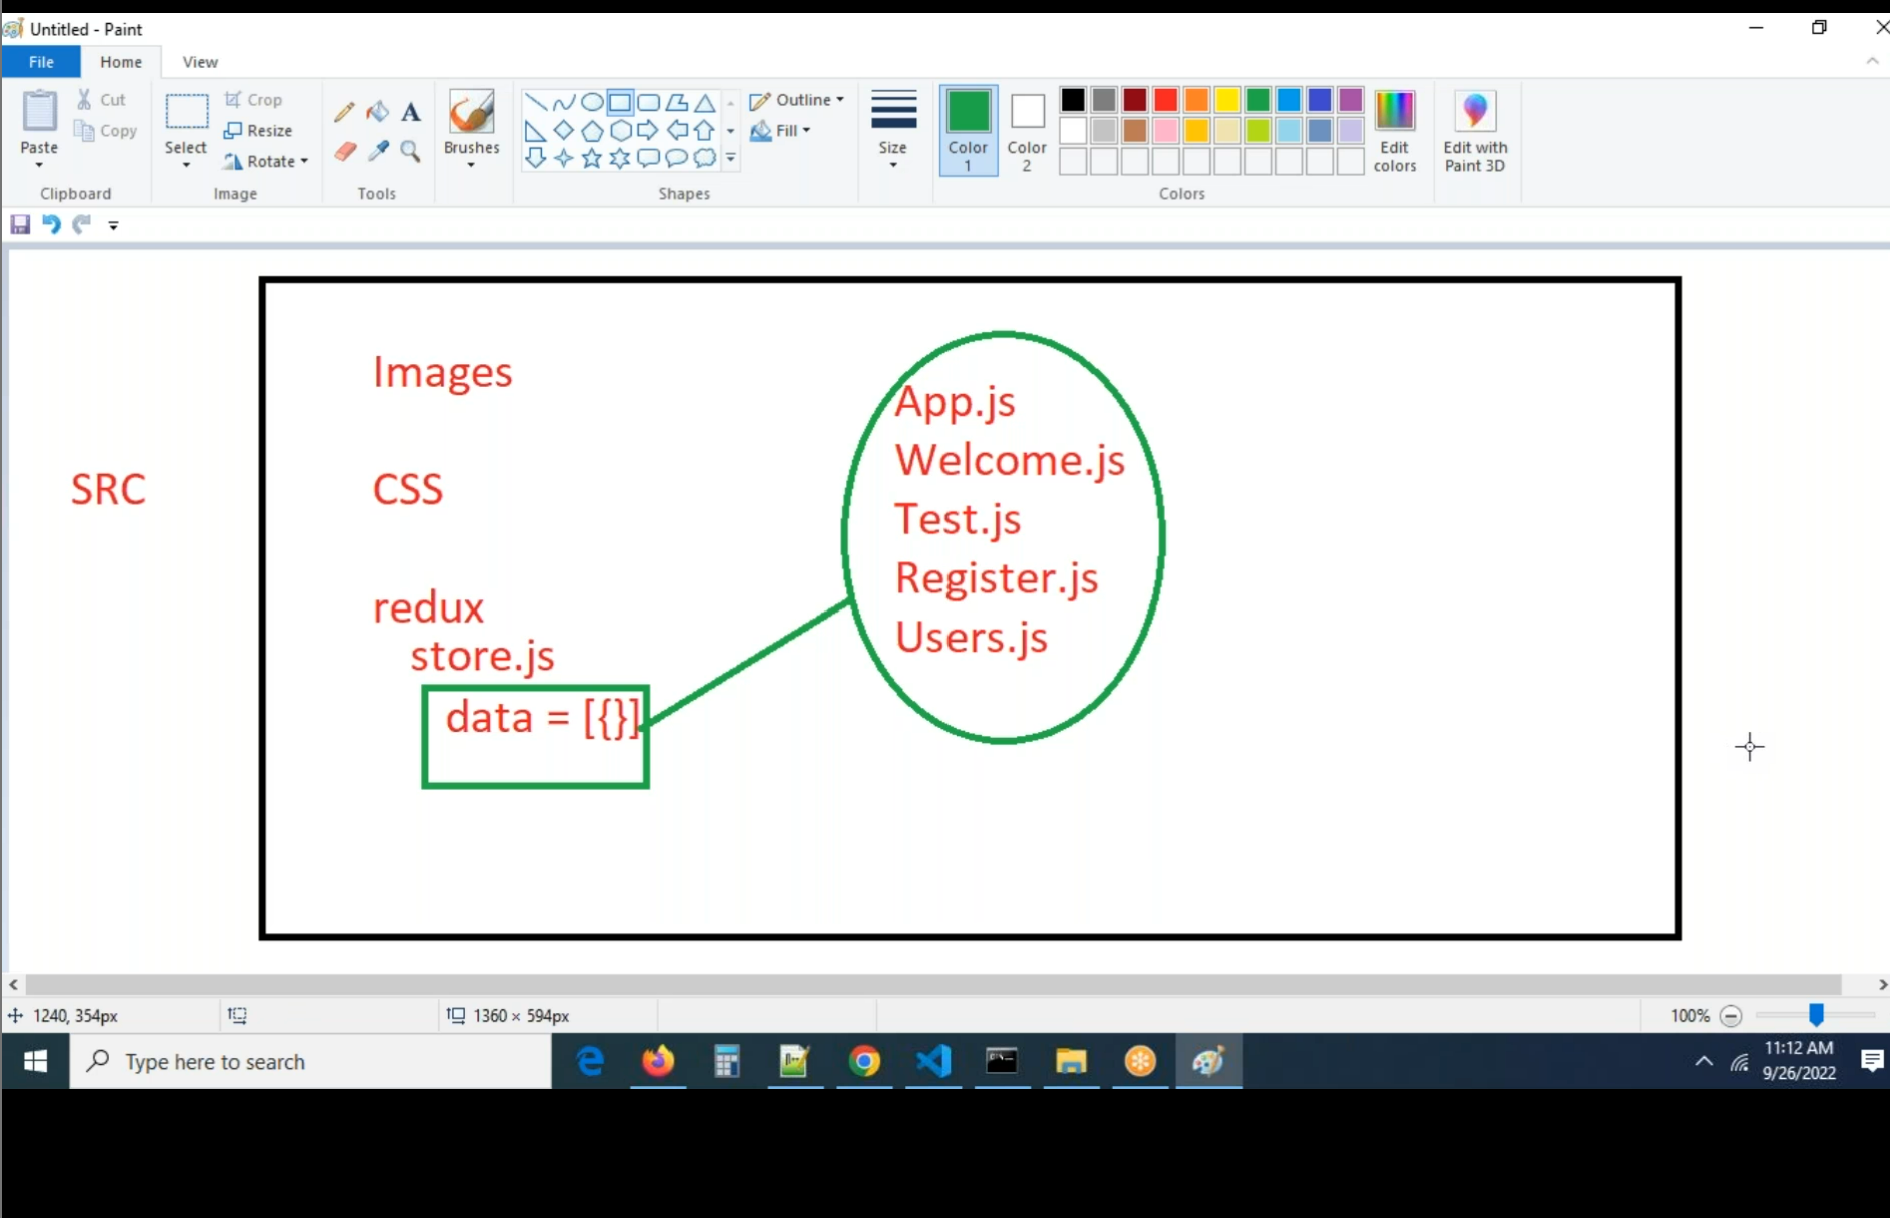 Untitled - Paint
File Home View
Paste
Cut
Copy
Clipboard
Select
Crop
Resize
Rotate
Image
A
Tools
Brushes
Outline
Fill
Shapes
Size
Color 1
Color 2
Edit colors
Colors
Edit with Paint 3D
SRC
Images
CSS
redux
store.js
data = [{}]
App.js
Welcome.js
Test.js
Register.js
Users.js
1240, 354px
1360 × 594px
100%
Type here to search
11:12 AM
9/26/2022